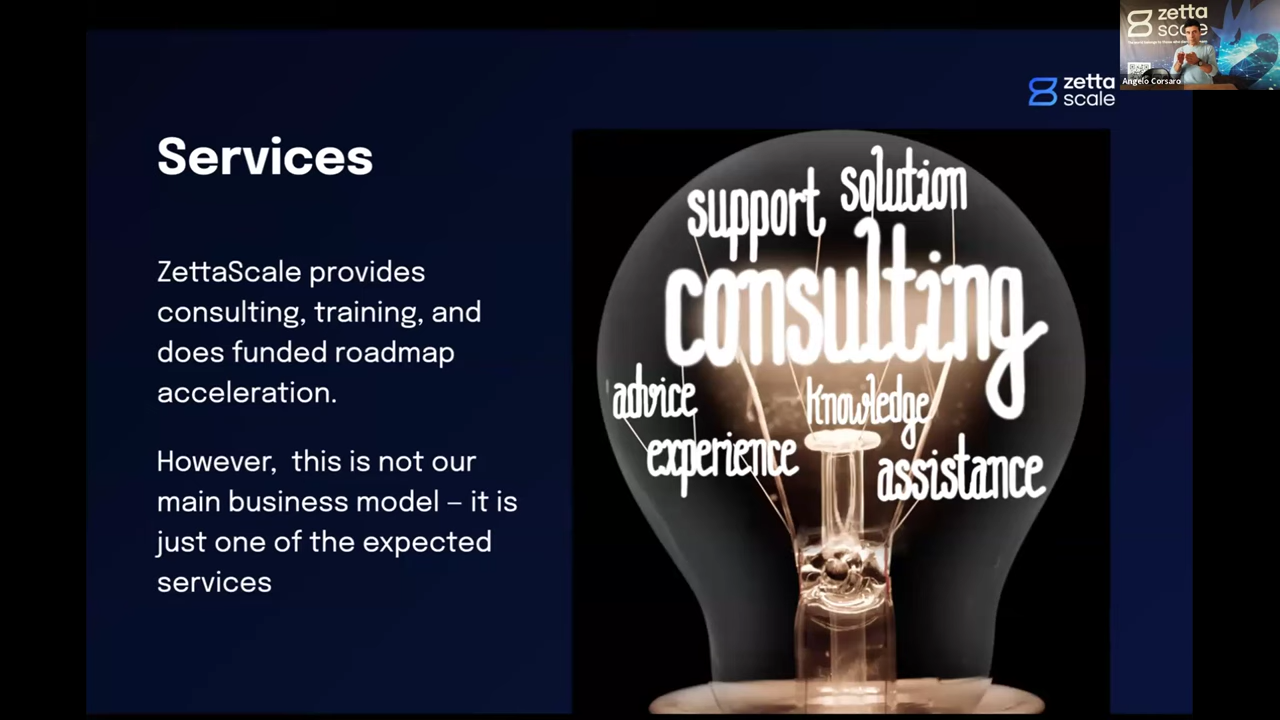 Services
ZettaScale provides
consulting, training, and
does funded roadmap
acceleration.
However,  this is not our
main business model – it is
just one of the expected
services
zetta
scale
support solution
consulting
advice knowledge
experience
assistance
zetta
scale
Angelo Corsaro